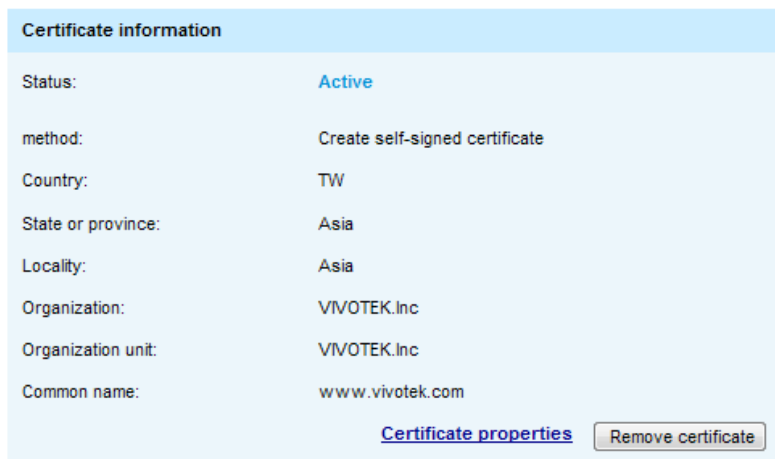 Certificate information
Status: Active
method: Create self-signed certificate
Country: TW
State or province: Asia
Locality: Asia
Organization: VIVOTEK.Inc
Organization unit: VIVOTEK.Inc
Common name: www.vivotek.com
Certificate properties Remove certificate